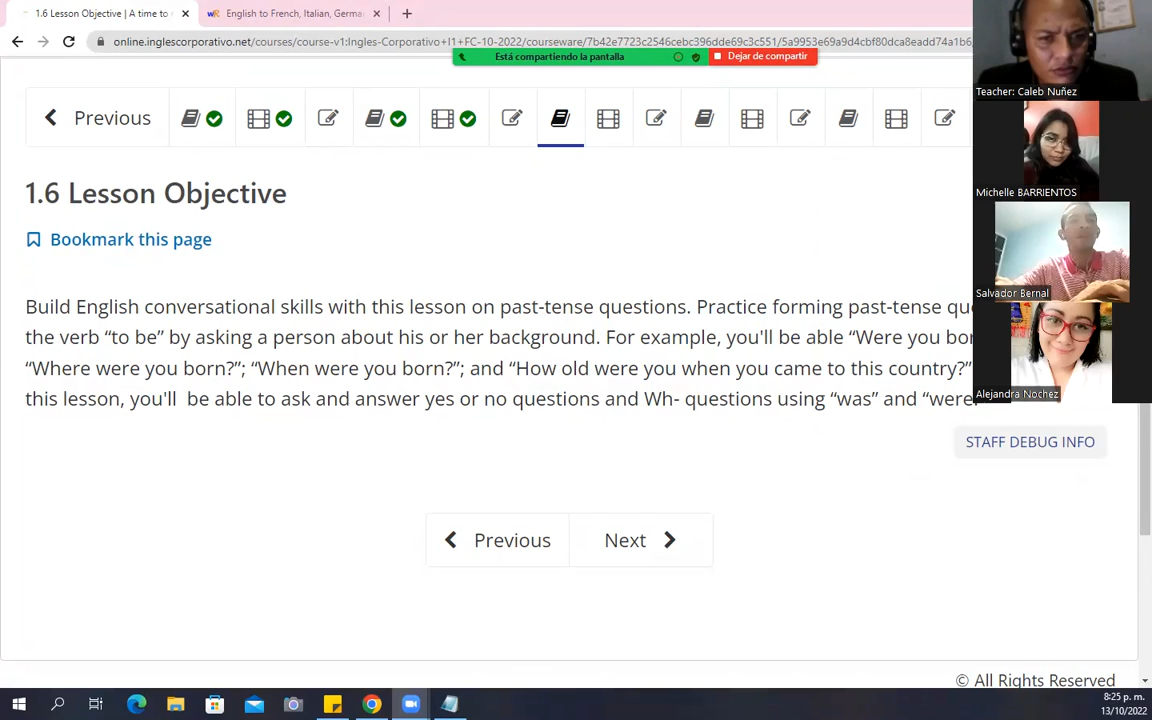 1.6 Lesson Objective | A time to
English to French, Italian, Germa
online.inglescorporativo.net/courses/course-v1:Ingles-Corporativo+I1+FC-10-2022/courseware/7b42e7723c2546cebc396dde69c3c551/5a9953e69a9d4cbf80dca8eadd74a1b6
Está compartiendo la pantalla
Dejar de compartir
Teacher: Caleb Nuñez
Michelle BARRIENTOS
Salvador Bernal
Alejandra Nochez
Previous
1.6 Lesson Objective
Bookmark this page
Build English conversational skills with this lesson on past-tense questions. Practice forming past-tense que
the verb “to be” by asking a person about his or her background. For example, you'll be able “Were you bor
“Where were you born?”; “When were you born?”; and “How old were you when you came to this country?”
this lesson, you'll be able to ask and answer yes or no questions and Wh- questions using “was” and “were
STAFF DEBUG INFO
Previous
Next
© All Rights Reserved
8:25 p. m.
13/10/2022